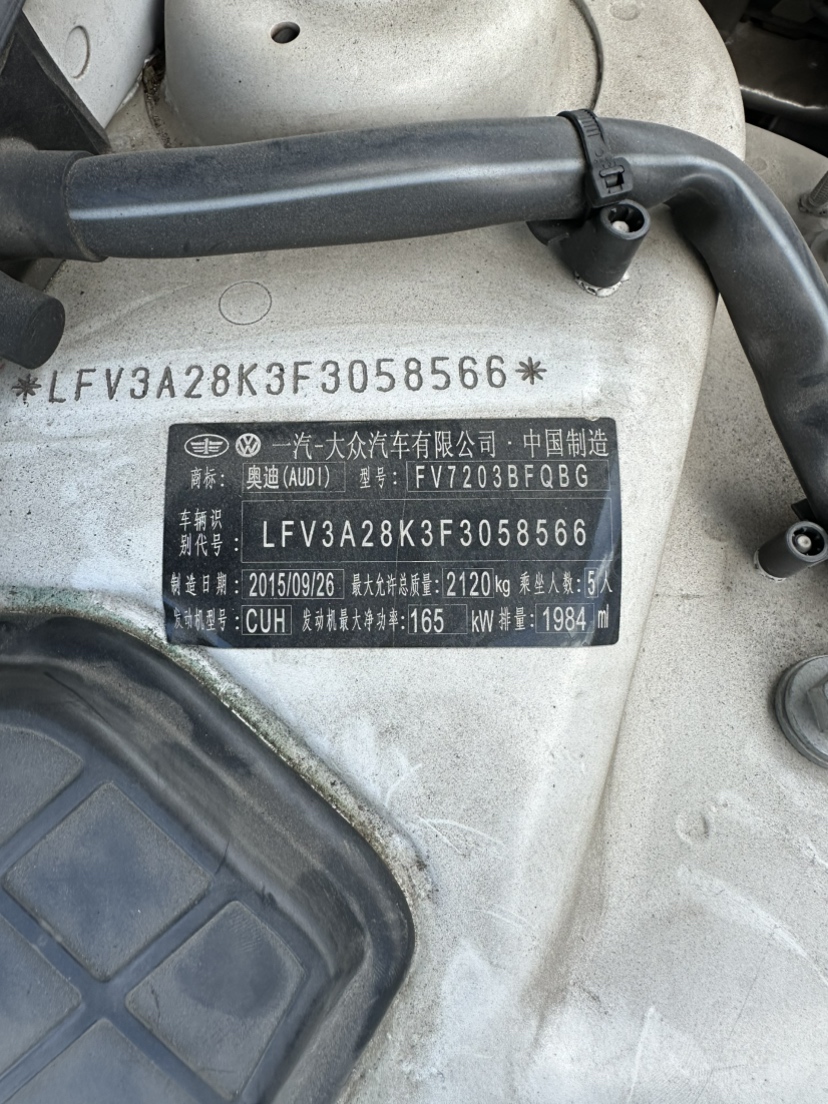 *LFV3A28K3F3058566*
一汽-大众汽车有限公司·中国制造
商标: 奥迪(AUDI) 型号: FV7203BFQBG
车辆识
别代号: LFV3A28K3F3058566
制造日期: 2015/09/26 最大允许总质量: 2120kg 乘坐人数: 5人
发动机型号: CUH 发动机最大净功率: 165 kW 排量: 1984 ml